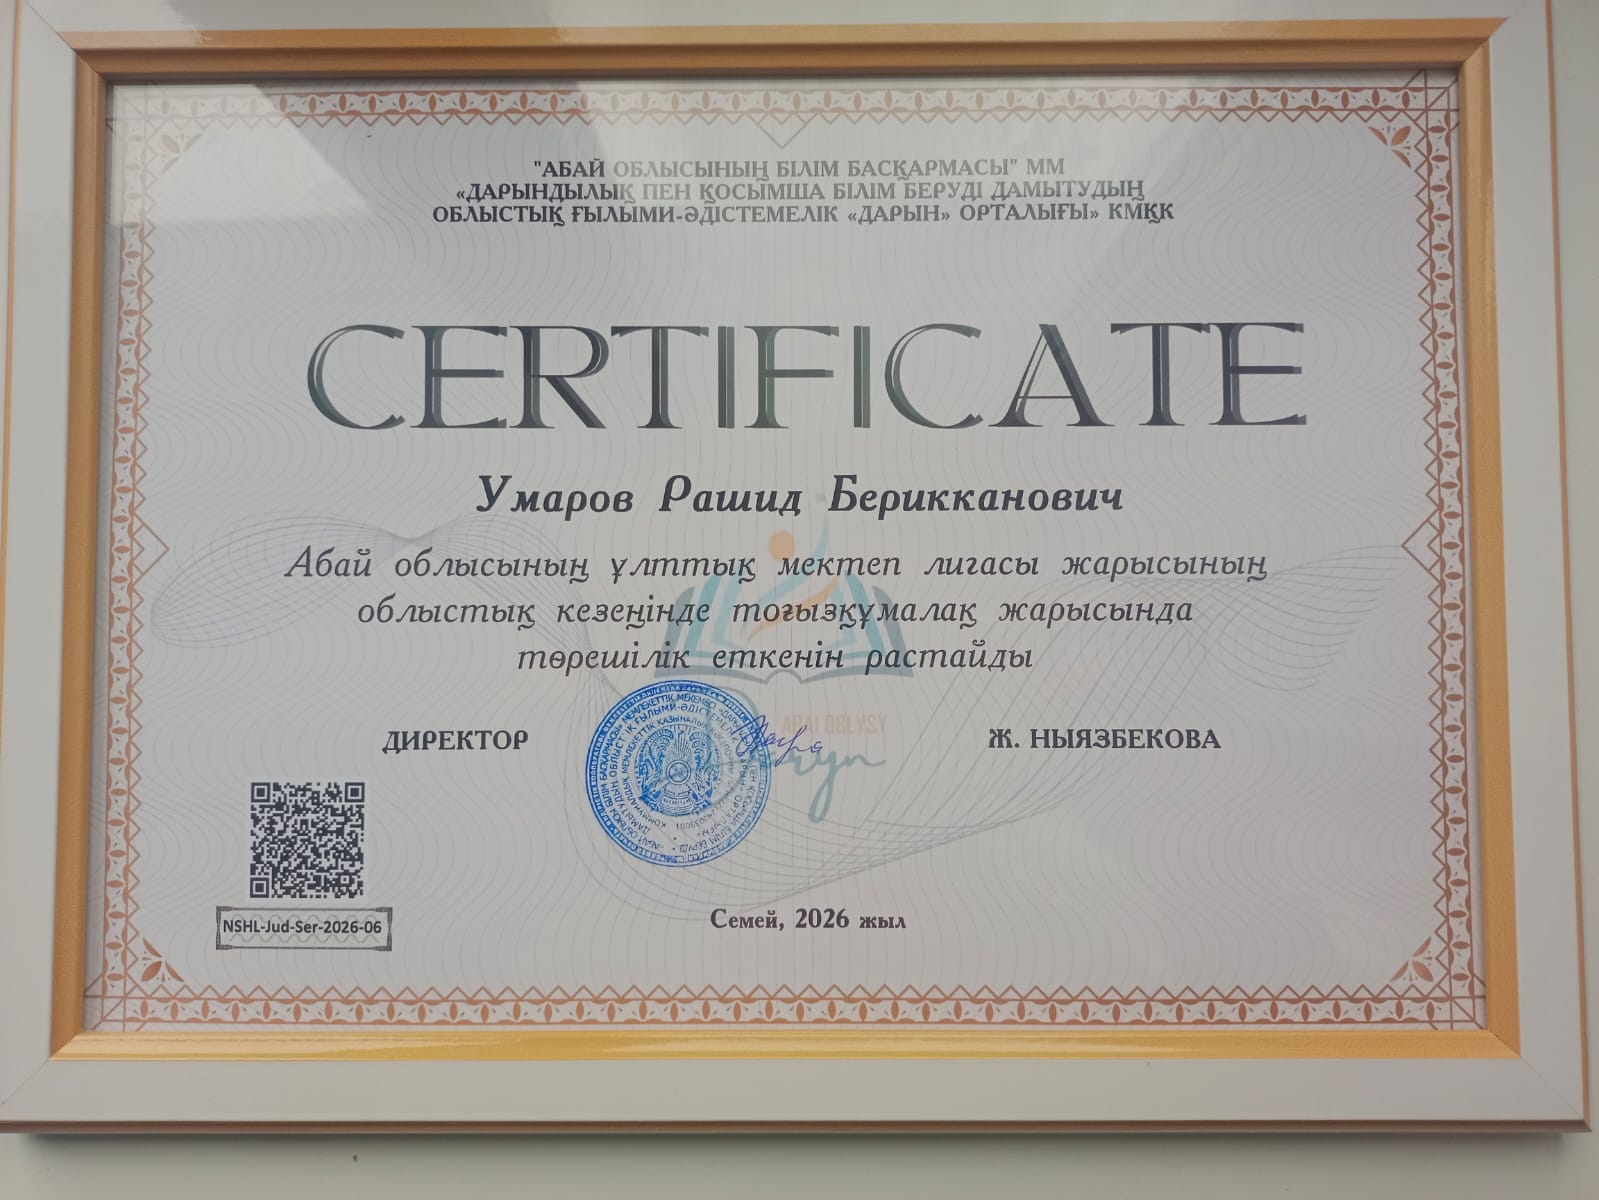 "АБАЙ ОБЛЫСЫНЫҢ БІЛІМ БАСҚАРМАСЫ" ММ
«ДАРЫНДЫЛЫҚ ПЕН ҚОСЫМША БІЛІМ БЕРУДІ ДАМЫТУДЫҢ
ОБЛЫСТЫҚ ҒЫЛЫМИ-ӘДІСТЕМЕЛІК «ДАРЫН» ОРТАЛЫҒЫ» КМҚК
CERTIFICATE
Умаров Рашид Берикканович
Абай облысының ұлттық мектеп лигасы жарысының
облыстық кезеңінде тоғызқұмалақ жарысында
төрешілік еткенін растайды
ABAI OBLYSY
ДИРЕКТОР
Ж. НЫЯЗБЕКОВА
NSHL-Jud-Ser-2026-06
Семей, 2026 жыл